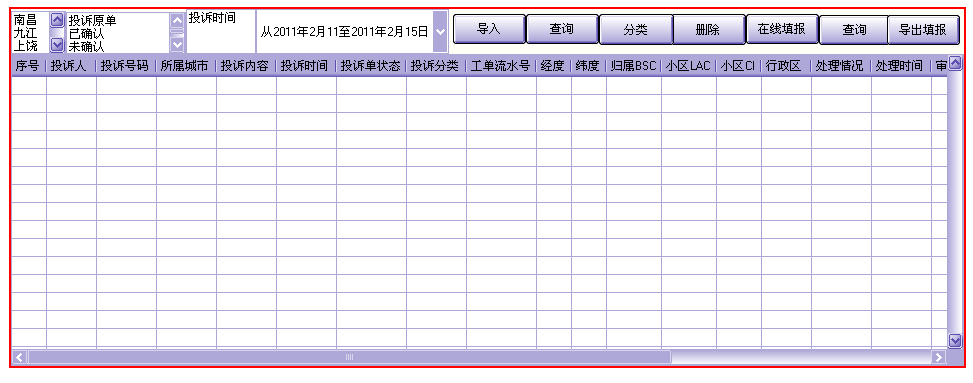 南昌
九江
上饶
投诉原单
已确认
未确认
投诉时间
从2011年2月11至2011年2月15日
导入
查询
分类
删除
在线填报
查询
导出填报
序号 投诉人 投诉号码 所属城市 投诉内容 投诉时间 投诉单状态 投诉分类 工单流水号 经度 纬度 归属BSC 小区LAC 小区CI 行政区 处理情况 处理时间 审